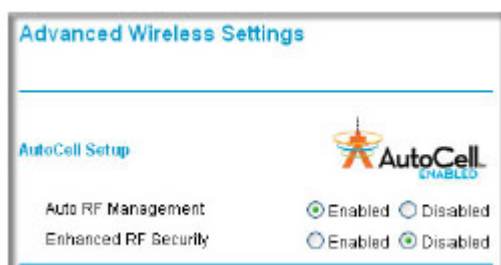 Advanced Wireless Settings
AutoCell Setup
AutoCell
ENABLED
Auto RF Management Enabled Disabled
Enhanced RF Security Enabled Disabled